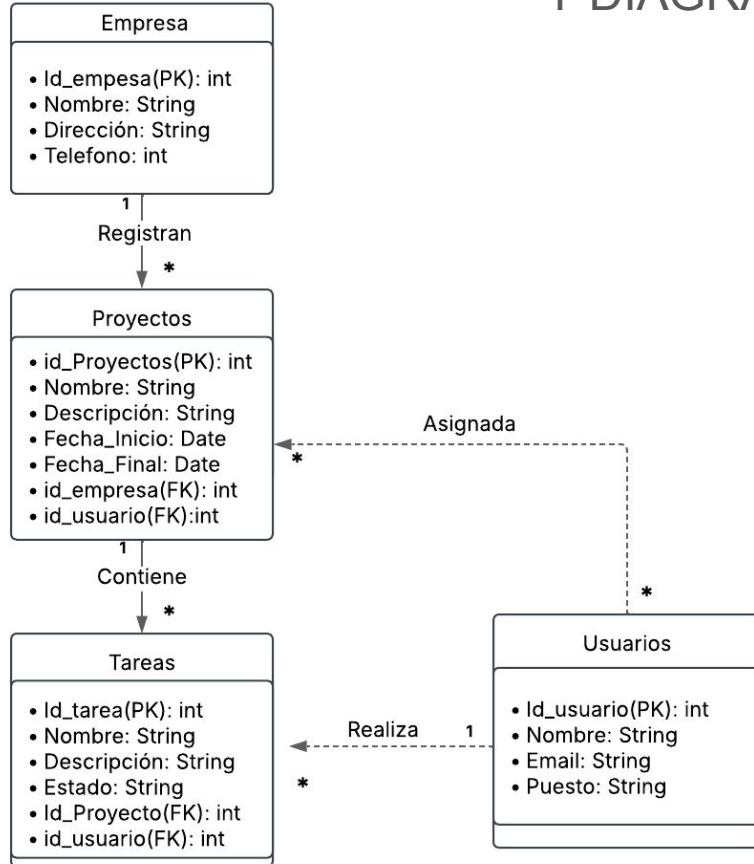 Empresa
• Id_empesa(PK): int
• Nombre: String
• Dirección: String
• Telefono: int
1
Registran
*
Proyectos
• id_Proyectos(PK): int
• Nombre: String
• Descripción: String
• Fecha_Inicio: Date
• Fecha_Final: Date
• id_empresa(FK): int
• id_usuario(FK):int
Asignada
*
*
1
Contiene
*
Tareas
• Id_tarea(PK): int
• Nombre: String
• Descripción: String
• Estado: String
• Id_Proyecto(FK): int
• id_usuario(FK): int
Realiza
1
*
Usuarios
• Id_usuario(PK): int
• Nombre: String
• Email: String
• Puesto: String